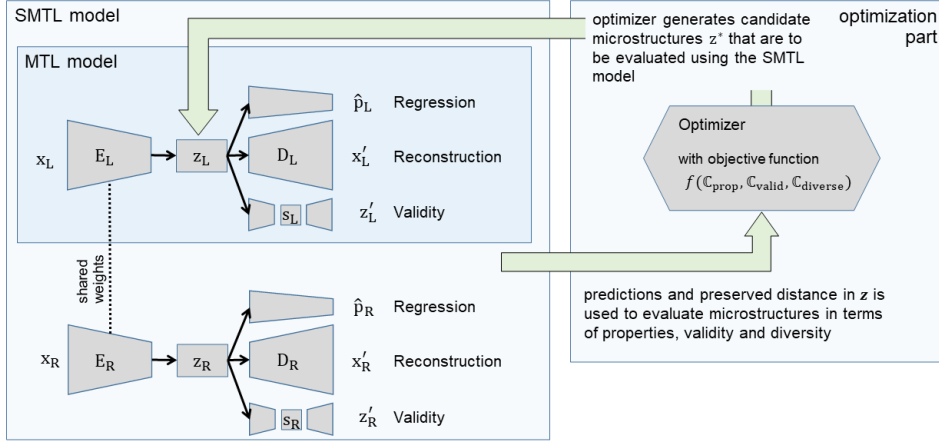 SMTL model
MTL model
x_L
E_L
z_L
D_L
s_L
p̂_L Regression
x′_L Reconstruction
z′_L Validity
shared
weights
x_R
E_R
z_R
D_R
s_R
p̂_R Regression
x′_R Reconstruction
z′_R Validity
optimizer generates candidate
microstructures z* that are to
be evaluated using the SMTL
model
optimization
part
Optimizer
with objective function
f(ℂ_prop, ℂ_valid, ℂ_diverse)
predictions and preserved distance in z is
used to evaluate microstructures in terms
of properties, validity and diversity